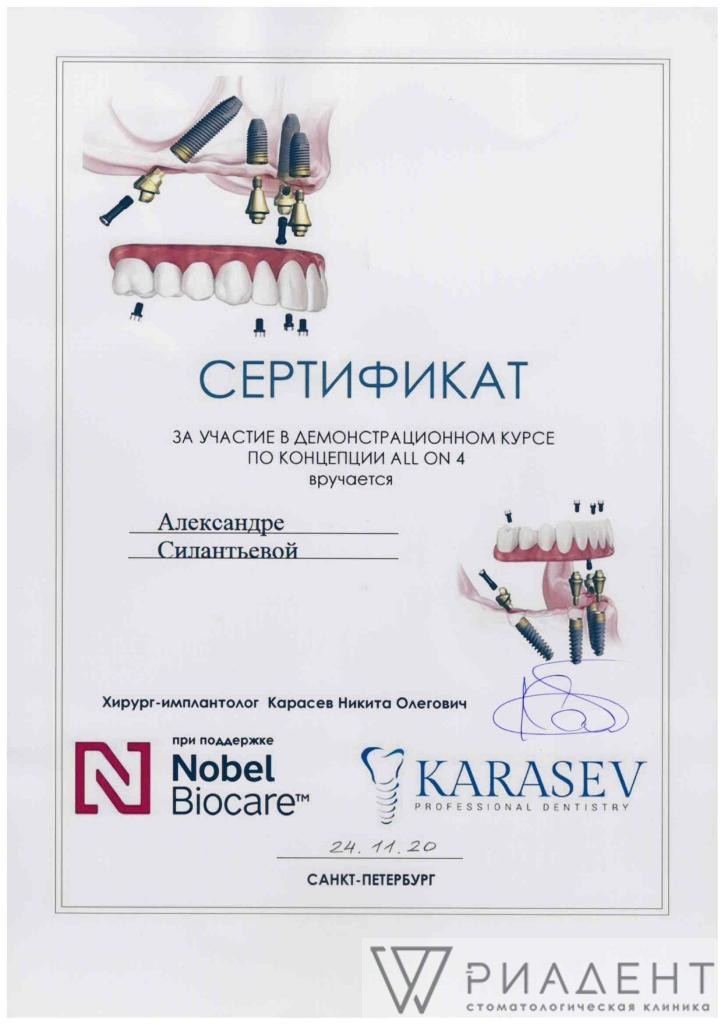 СЕРТИФИКАТ
ЗА УЧАСТИЕ В ДЕМОНСТРАЦИОННОМ КУРСЕ
ПО КОНЦЕПЦИИ ALL ON 4
вручается
Александре
Силантьевой
Хирург-имплантолог Карасев Никита Олегович
при поддержке
Nobel
Biocare™
KARASEV
PROFESSIONAL DENTISTRY
24.11.20
САНКТ-ПЕТЕРБУРГ
РИАДЕНТ
стоматологическая клиника